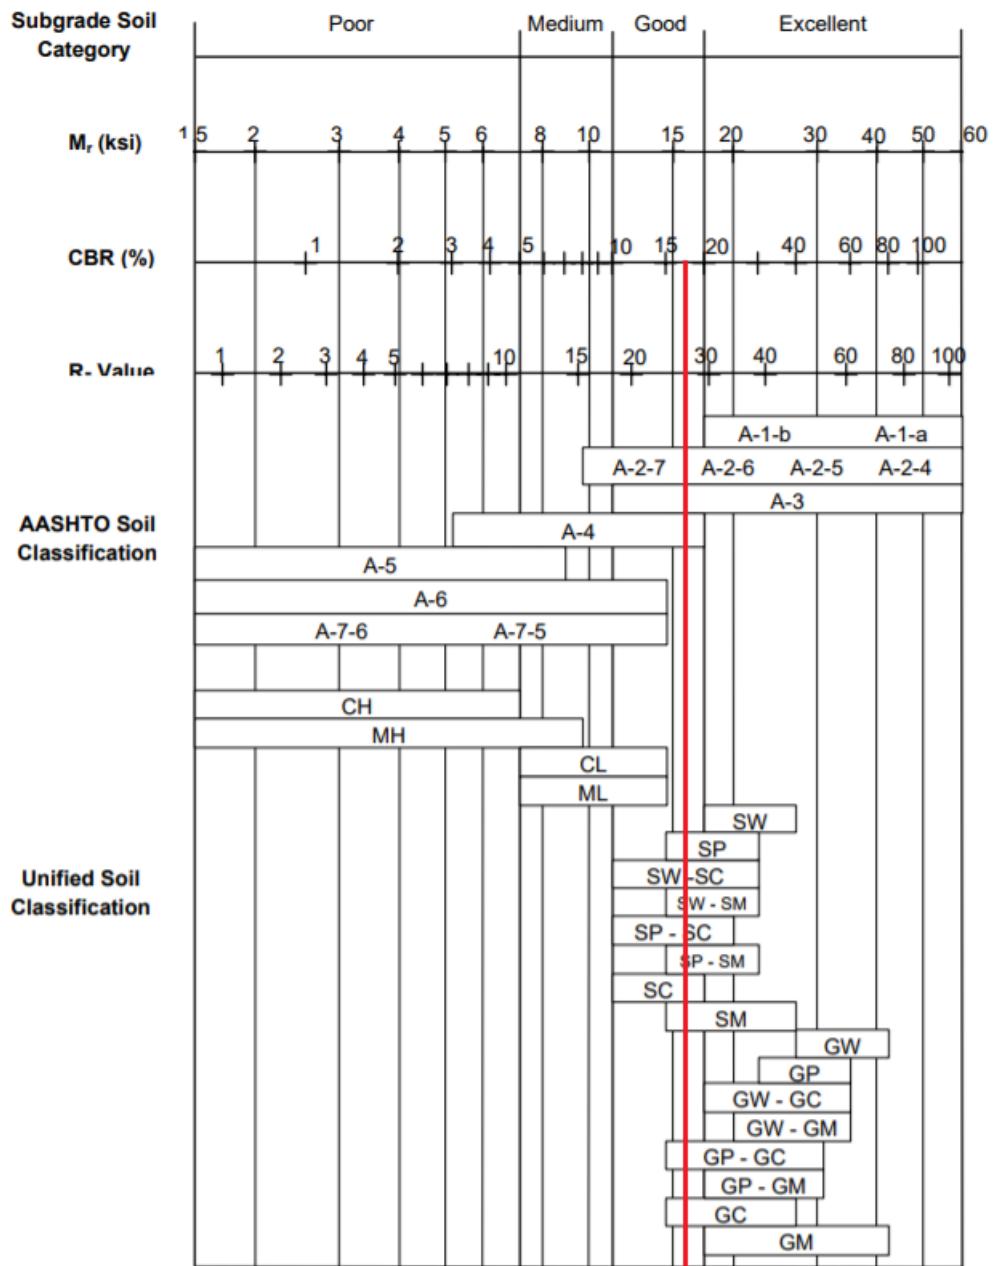 Subgrade Soil Category
Poor Medium Good Excellent
Mr (ksi)
1.5 2 3 4 5 6 8 10 15 20 30 40 50 60
CBR (%)
1 2 3 4 5 10 15 20 40 60 80 100
R- Value
1 2 3 4 5 10 15 20 30 40 60 80 100
A-1-b A-1-a
A-2-7 A-2-6 A-2-5 A-2-4
A-3
AASHTO Soil
Classification
A-4
A-5
A-6
A-7-6 A-7-5
CH
MH
CL
ML
SW
SP
Unified Soil
Classification
SW -SC
SW - SM
SP - SC
SP - SM
SC
SM
GW
GP
GW - GC
GW - GM
GP - GC
GP - GM
GC
GM